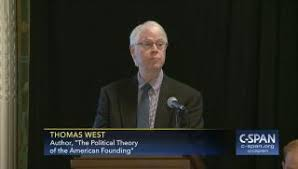 THOMAS WEST
Author, "The Political Theory
of the American Founding"
C-SPAN
c-span.org